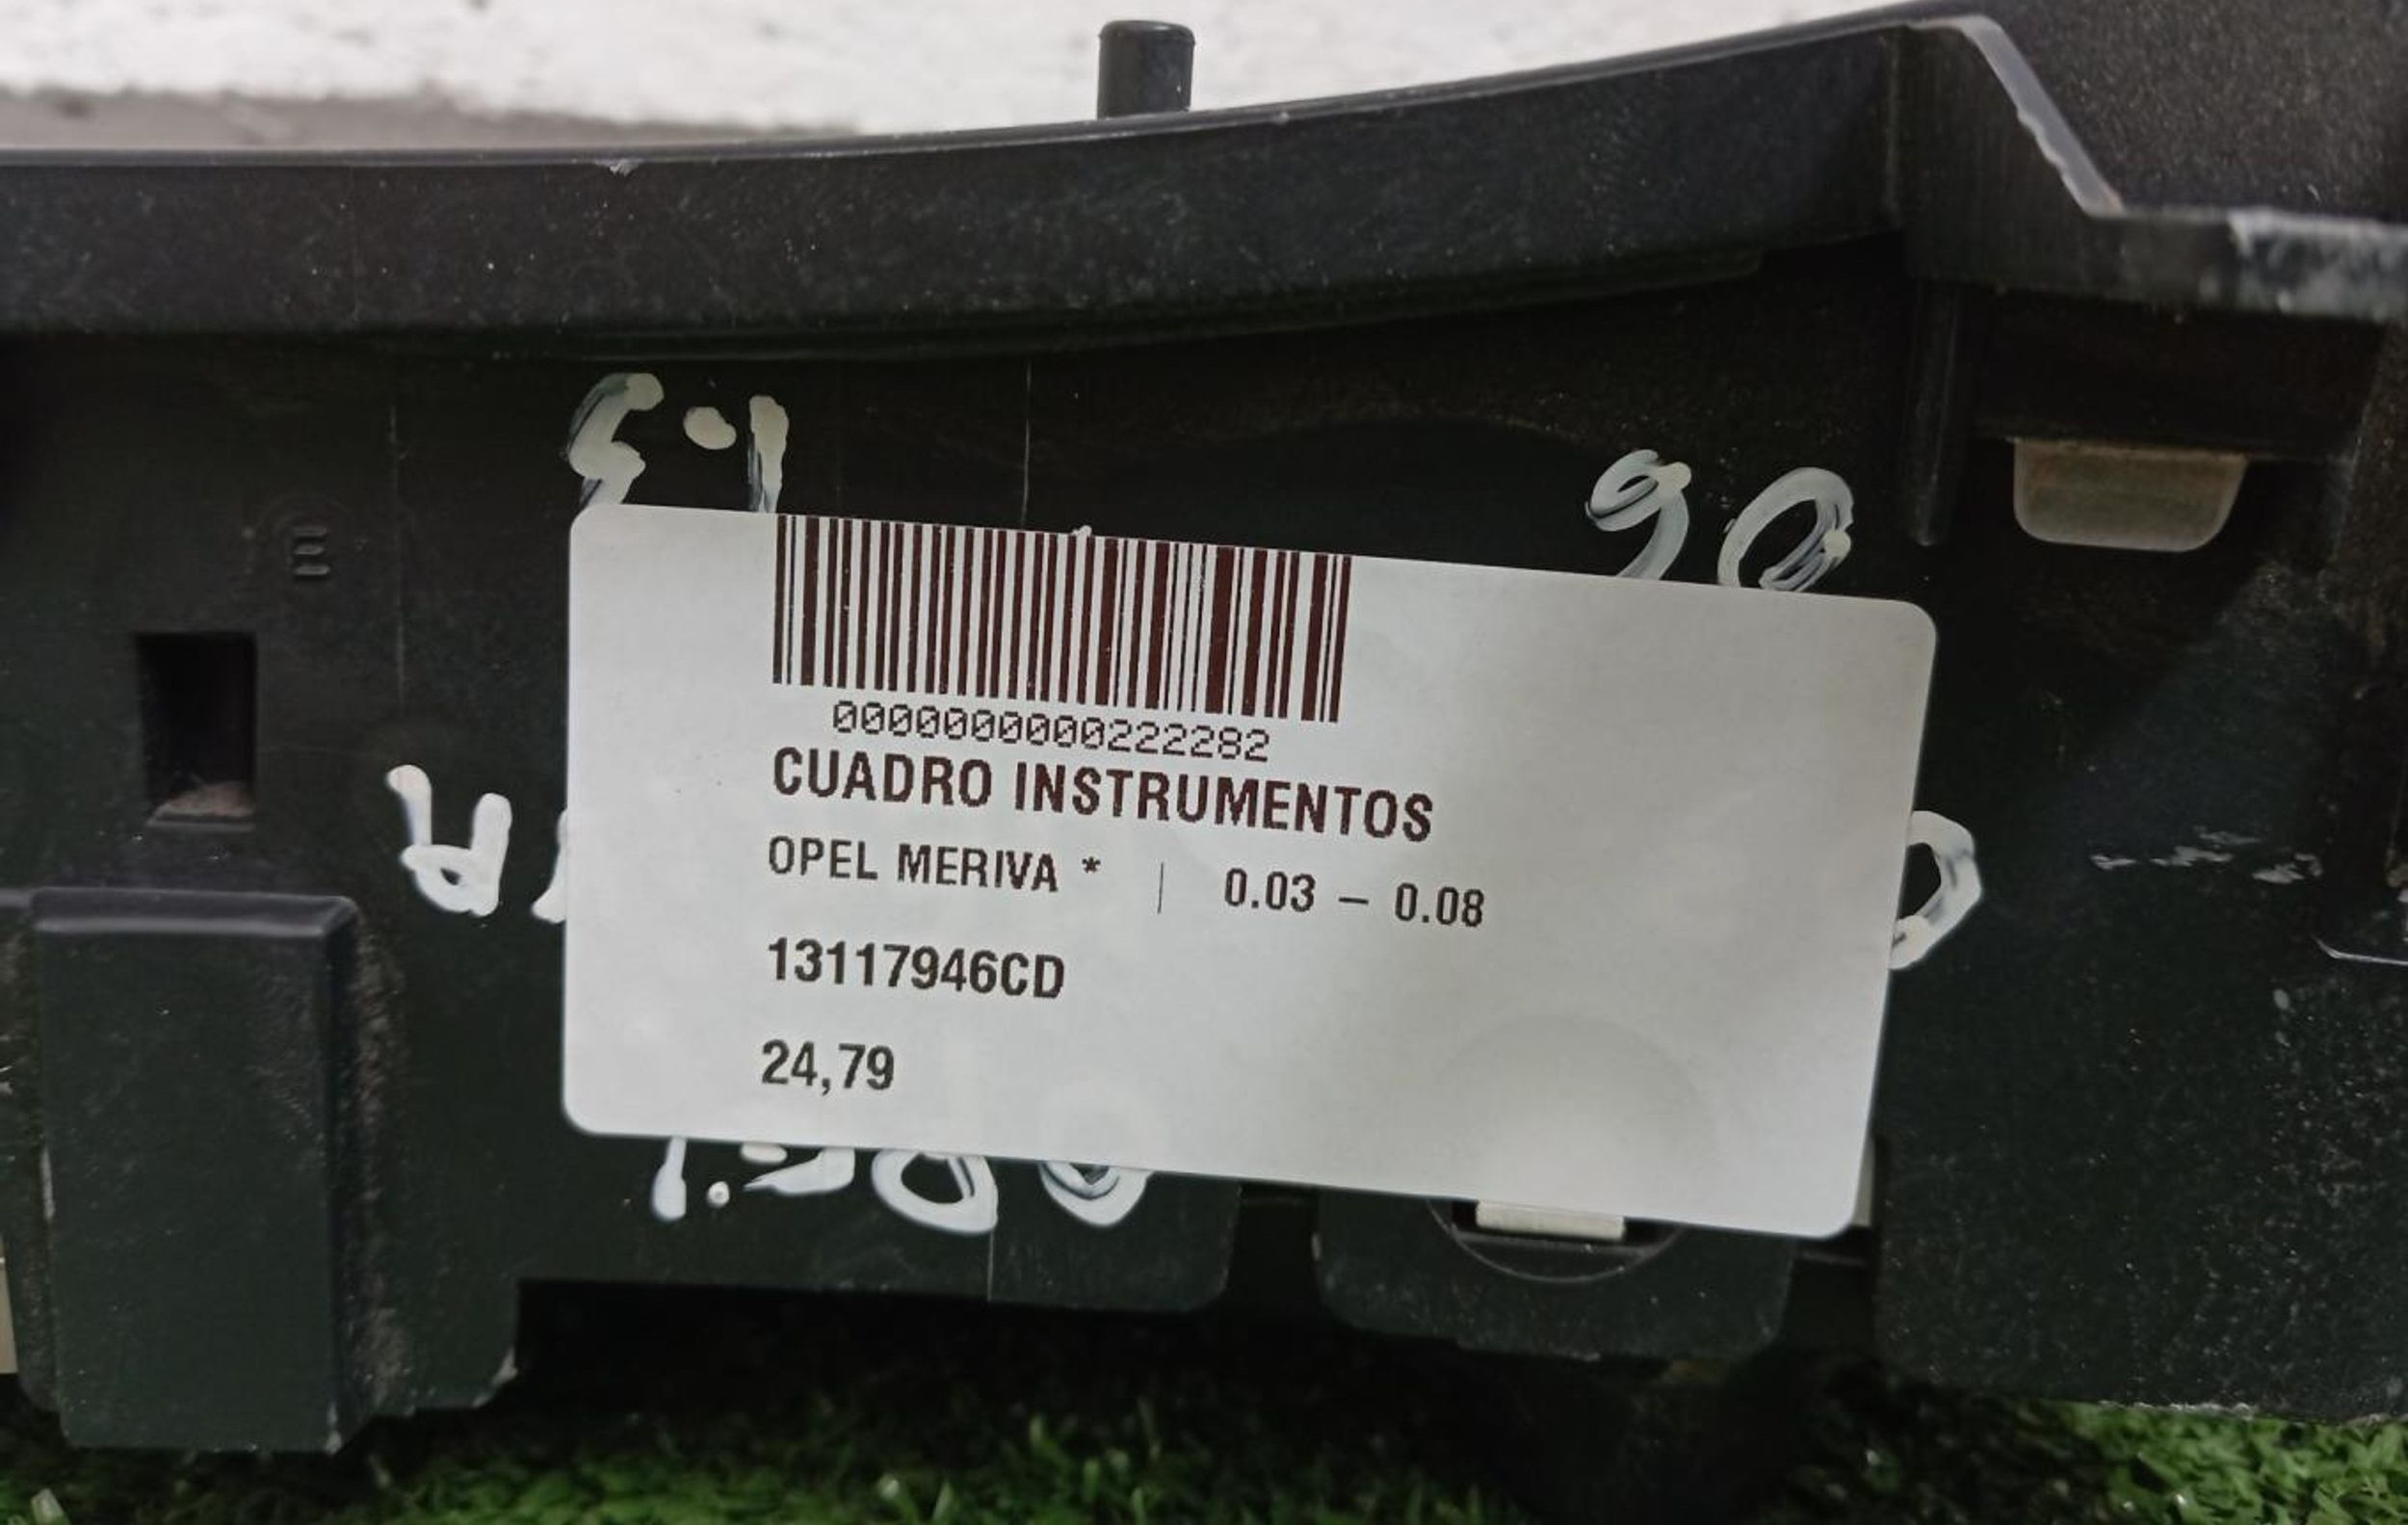 0000000000222282
CUADRO INSTRUMENTOS
OPEL MERIVA * | 0.03 – 0.08
13117946CD
24,79